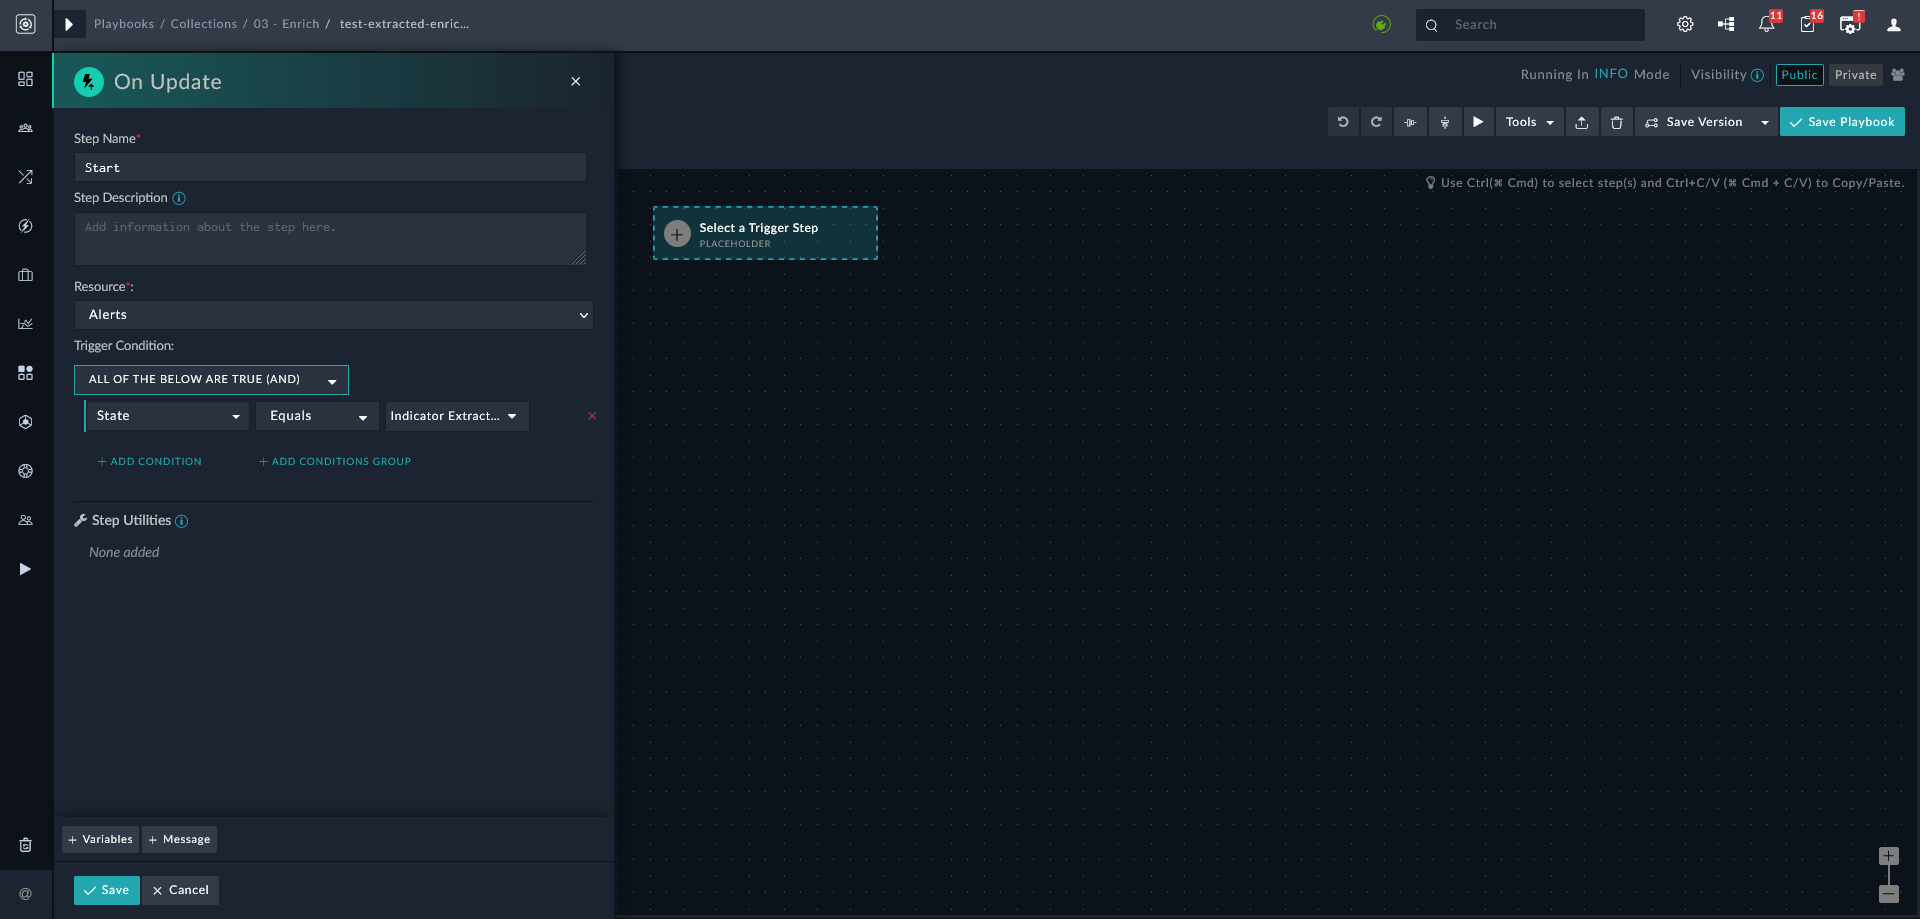 Playbooks / Collections / 03 - Enrich / test-extracted-enric...
Search
11
16
!
On Update
Running In INFO Mode
Visibility
Public
Private
Tools
Save Version
Save Playbook
Step Name*
Start
Step Description
Add information about the step here.
Resource*:
Alerts
Trigger Condition:
ALL OF THE BELOW ARE TRUE (AND)
State
Equals
Indicator Extract...
+ ADD CONDITION
+ ADD CONDITIONS GROUP
Step Utilities
None added
+ Variables
+ Message
Save
Cancel
@
Use Ctrl(⌘ Cmd) to select step(s) and Ctrl+C/V (⌘ Cmd + C/V) to Copy/Paste.
Select a Trigger Step
PLACEHOLDER